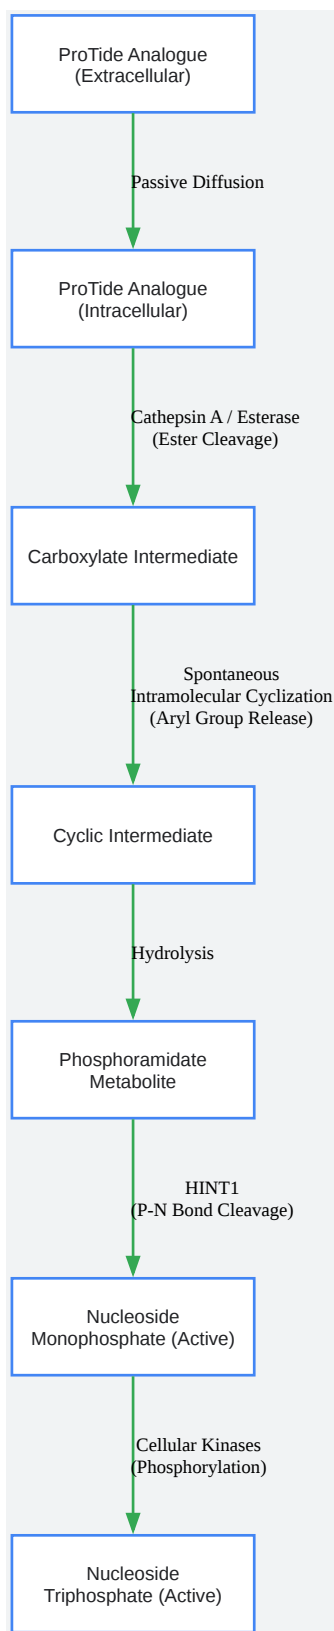 ProTide Analogue
(Extracellular)
Passive Diffusion
ProTide Analogue
(Intracellular)
Cathepsin A / Esterase
(Ester Cleavage)
Carboxylate Intermediate
Spontaneous
Intramolecular Cyclization
(Aryl Group Release)
Cyclic Intermediate
Hydrolysis
Phosphoramidate
Metabolite
HINT1
(P-N Bond Cleavage)
Nucleoside
Monophosphate (Active)
Cellular Kinases
(Phosphorylation)
Nucleoside
Triphosphate (Active)